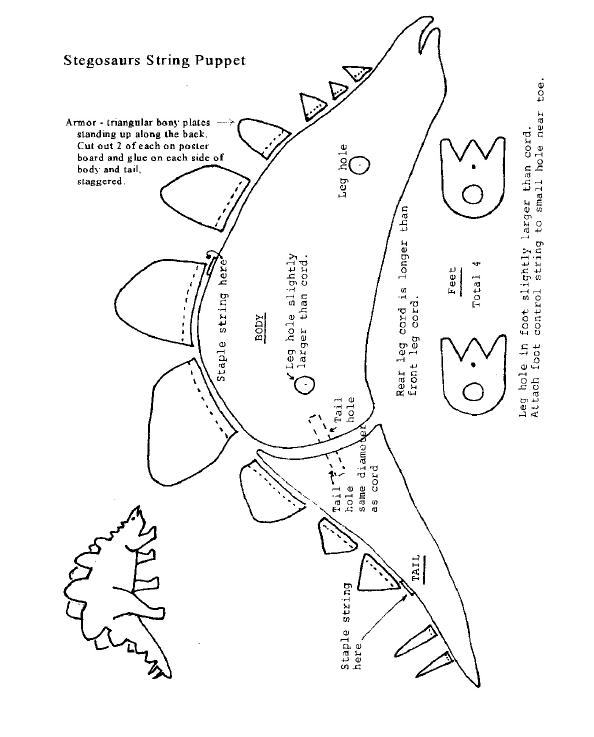 Stegosaurs String Puppet
Armor - triangular bony plates
standing up along the back.
Cut out 2 of each on poster
board and glue on each side of
body and tail,
staggered.
Leg hole
Staple string here
BODY
Leg hole slightly
larger than cord.
Rear leg cord is longer than
front leg cord.
Feet
Total 4
Leg hole in foot slightly larger than cord.
Attach foot control string to small hole near toe.
Tail
hole
Tail
hole
same diameter
as cord
TAIL
Staple string
here